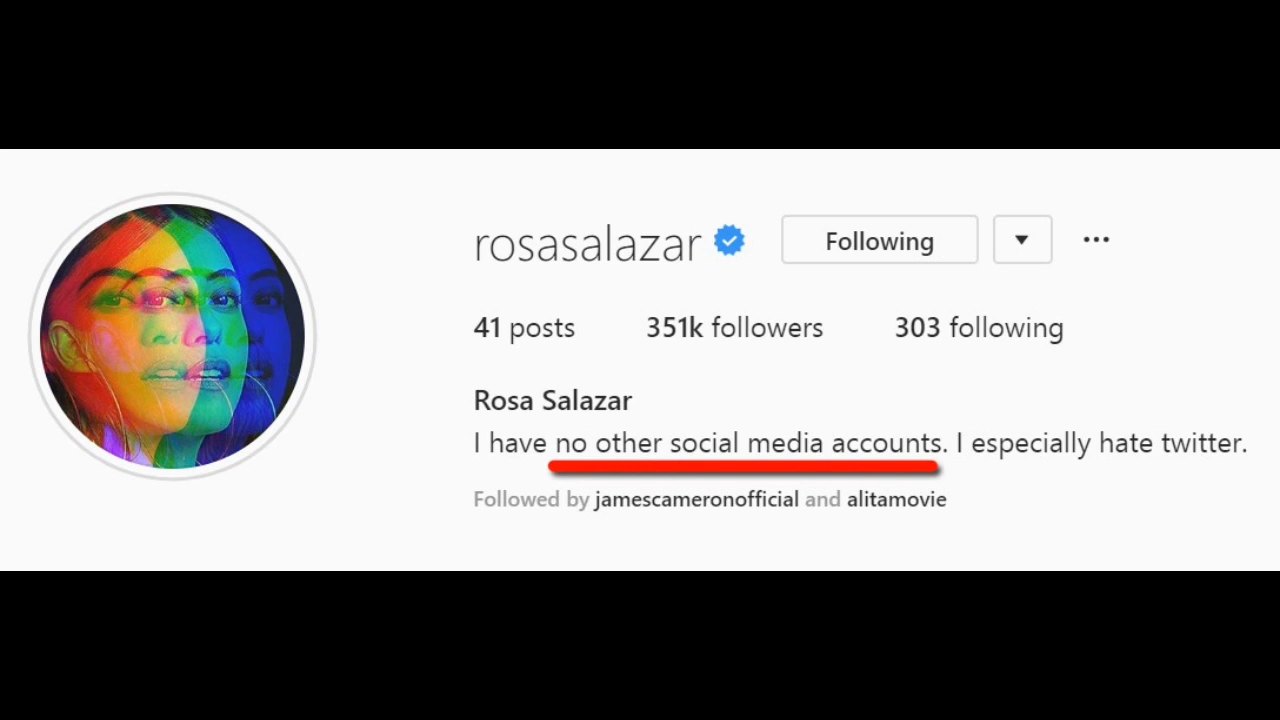 rosasalazar Following
41 posts 351k followers 303 following
Rosa Salazar
I have no other social media accounts. I especially hate twitter.
Followed by jamescameronofficial and alitamovie